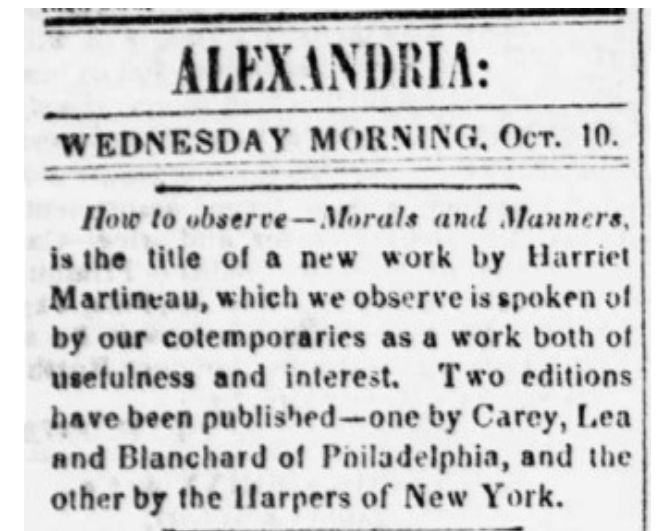 ALEXANDRIA:
WEDNESDAY MORNING, OCT. 10.
How to observe—Morals and Manners,
is the title of a new work by Harriet
Martineau, which we observe is spoken of
by our cotemporaries as a work both of
usefulness and interest. Two editions
have been published—one by Carey, Lea
and Blanchard of Philadelphia, and the
other by the Harpers of New York.